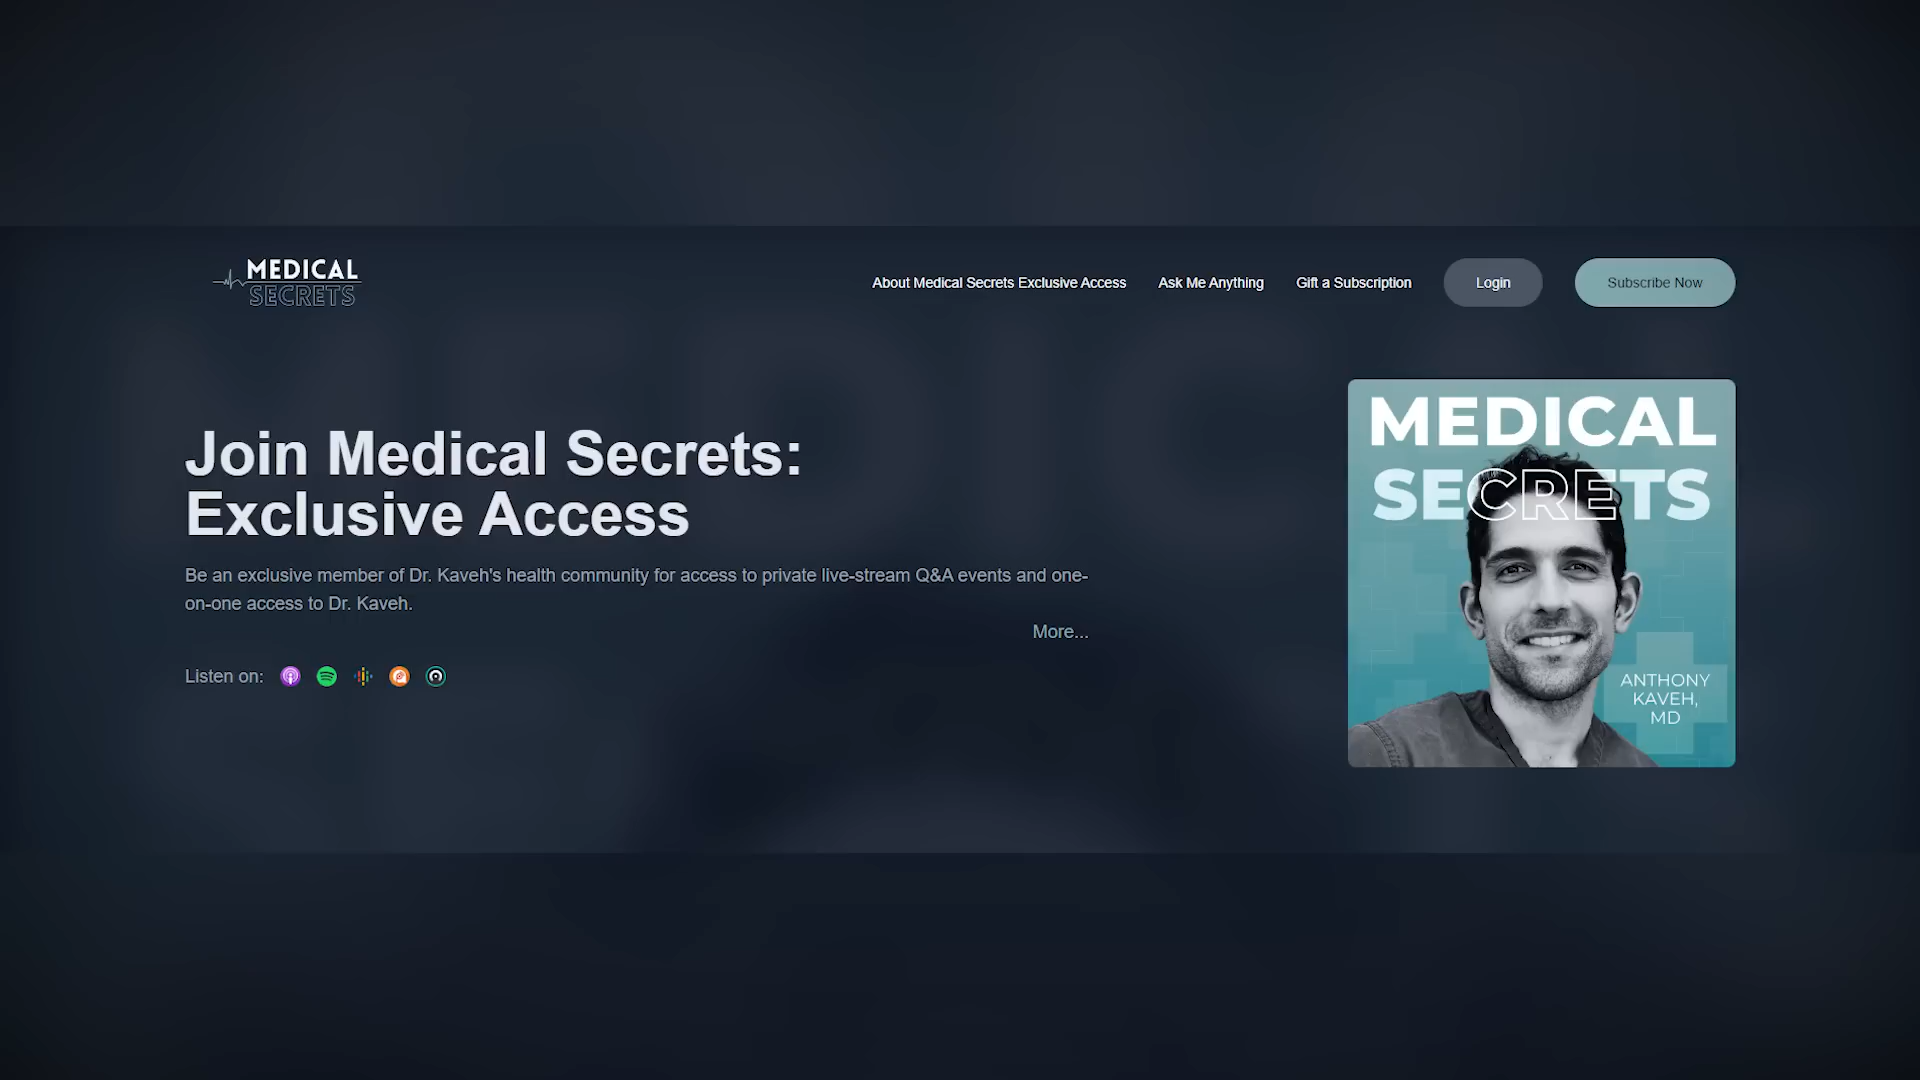 MEDICAL
SECRETS
About Medical Secrets Exclusive Access
Ask Me Anything
Gift a Subscription
Login
Subscribe Now
Join Medical Secrets:
Exclusive Access
Be an exclusive member of Dr. Kaveh's health community for access to private live-stream Q&A events and one-
on-one access to Dr. Kaveh.
More...
Listen on:
MEDICAL
SECRETS
ANTHONY
KAVEH,
MD